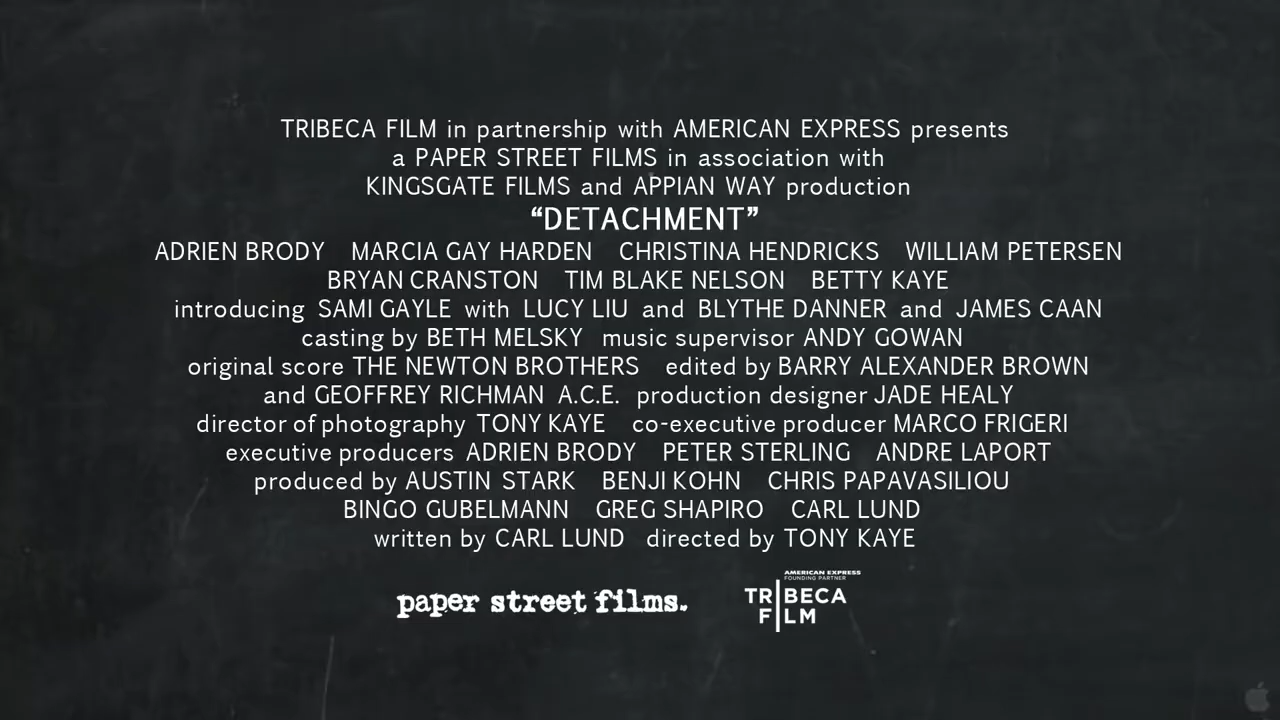 TRIBECA FILM in partnership with AMERICAN EXPRESS presents
a PAPER STREET FILMS in association with
KINGSGATE FILMS and APPIAN WAY production
“DETACHMENT”
ADRIEN BRODY MARCIA GAY HARDEN CHRISTINA HENDRICKS WILLIAM PETERSEN
BRYAN CRANSTON TIM BLAKE NELSON BETTY KAYE
introducing SAMI GAYLE with LUCY LIU and BLYTHE DANNER and JAMES CAAN
casting by BETH MELSKY music supervisor ANDY GOWAN
original score THE NEWTON BROTHERS edited by BARRY ALEXANDER BROWN
and GEOFFREY RICHMAN A.C.E. production designer JADE HEALY
director of photography TONY KAYE co-executive producer MARCO FRIGERI
executive producers ADRIEN BRODY PETER STERLING ANDRE LAPORT
produced by AUSTIN STARK BENJI KOHN CHRIS PAPAVASILIOU
BINGO GUBELMANN GREG SHAPIRO CARL LUND
written by CARL LUND directed by TONY KAYE
paper street films.
AMERICAN EXPRESS
FOUNDING PARTNER
TRIBECA
FILM